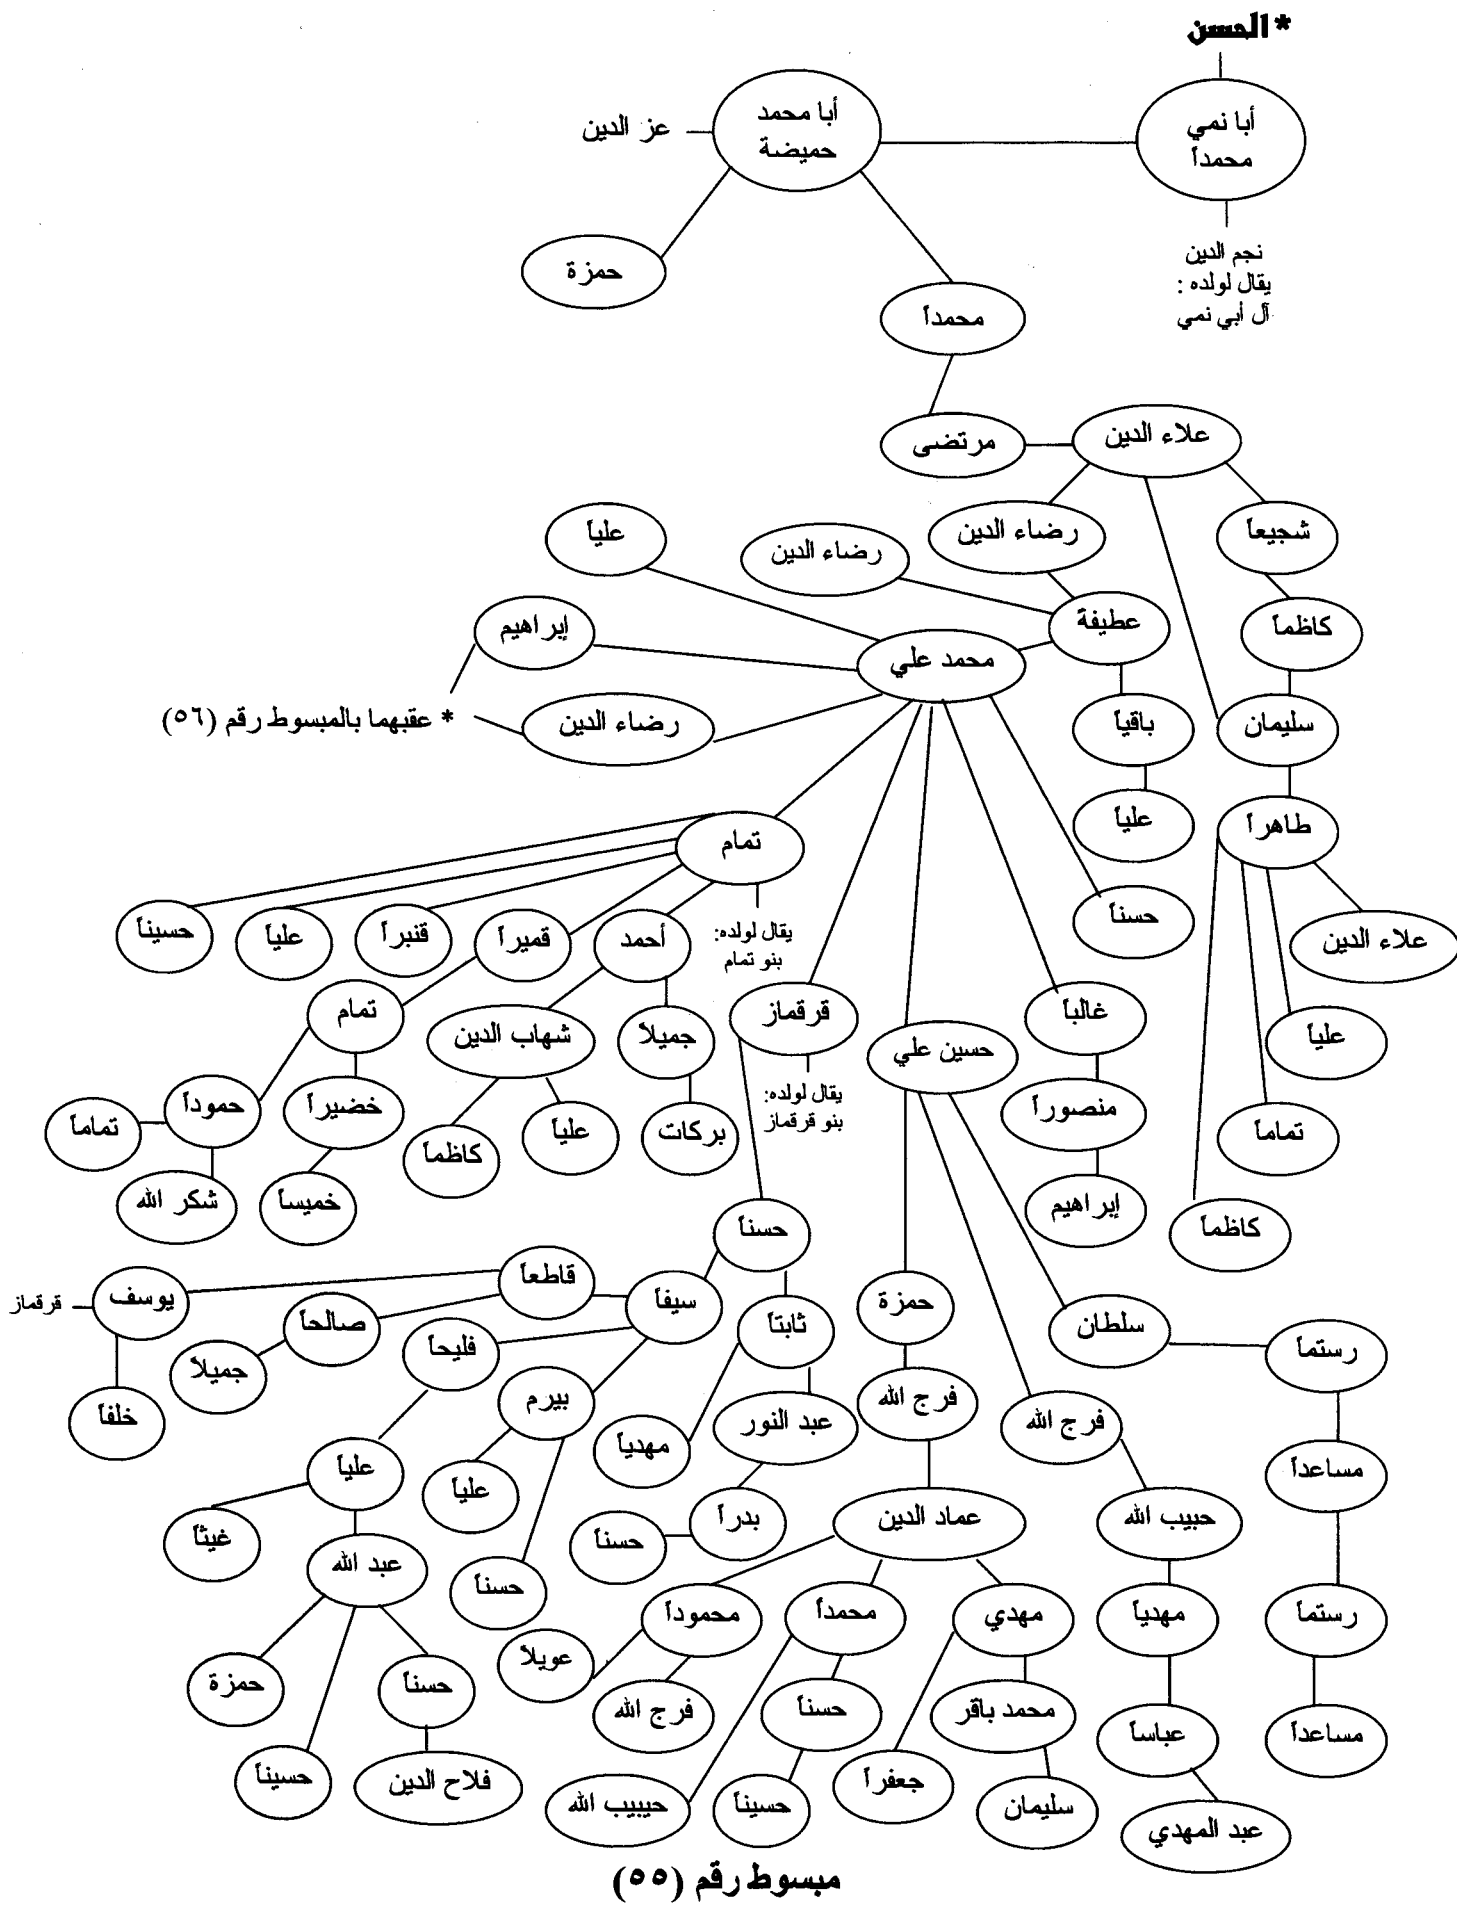 * الحسن
أبا نمي
محمداً
أبا محمد
حميضة
عز الدين
نجم الدين
يقال لولده :
آل أبي نمي
حمزة
محمداً
مرتضى
علاء الدين
شجيعاً
رضاء الدين
رضاء الدين
علياً
كاظماً
عطيفة
محمد علي
إبراهيم
سليمان
باقياً
رضاء الدين
* عقبهما بالمبسوط رقم (٥٦)
طاهراً
علياً
تمام
علاء الدين
حسناً
يقال لولده:
بنو تمام
أحمد
قميراً
قنبراً
علياً
حسيناً
علياً
غالباً
حسين علي
قرقماز
يقال لولده:
بنو قرقماز
جميلاً
شهاب الدين
تمام
تماماً
منصوراً
بركات
علياً
كاظماً
خضيراً
حموداً
تماماً
كاظماً
إبراهيم
حسناً
خميساً
شكر الله
رستماً
سلطان
حمزة
ثابتاً
سيفاً
قاطعاً
صالحاً
يوسف
قرقماز
فليحاً
جميلاً
خلفاً
فرج الله
فرج الله
عبد النور
مهدياً
بيرم
علياً
علياً
مساعداً
حبيب الله
عماد الدين
بدراً
حسناً
حسناً
عبد الله
غيثاً
رستماً
مهدياً
مهدي
محمداً
محموداً
عويلاً
حسناً
حمزة
مساعداً
عباساً
محمد باقر
حسناً
فرج الله
فلاح الدين
حسيناً
عبد المهدي
سليمان
جعفراً
حسيناً
حيبيب الله
مبسوط رقم (٥٥)